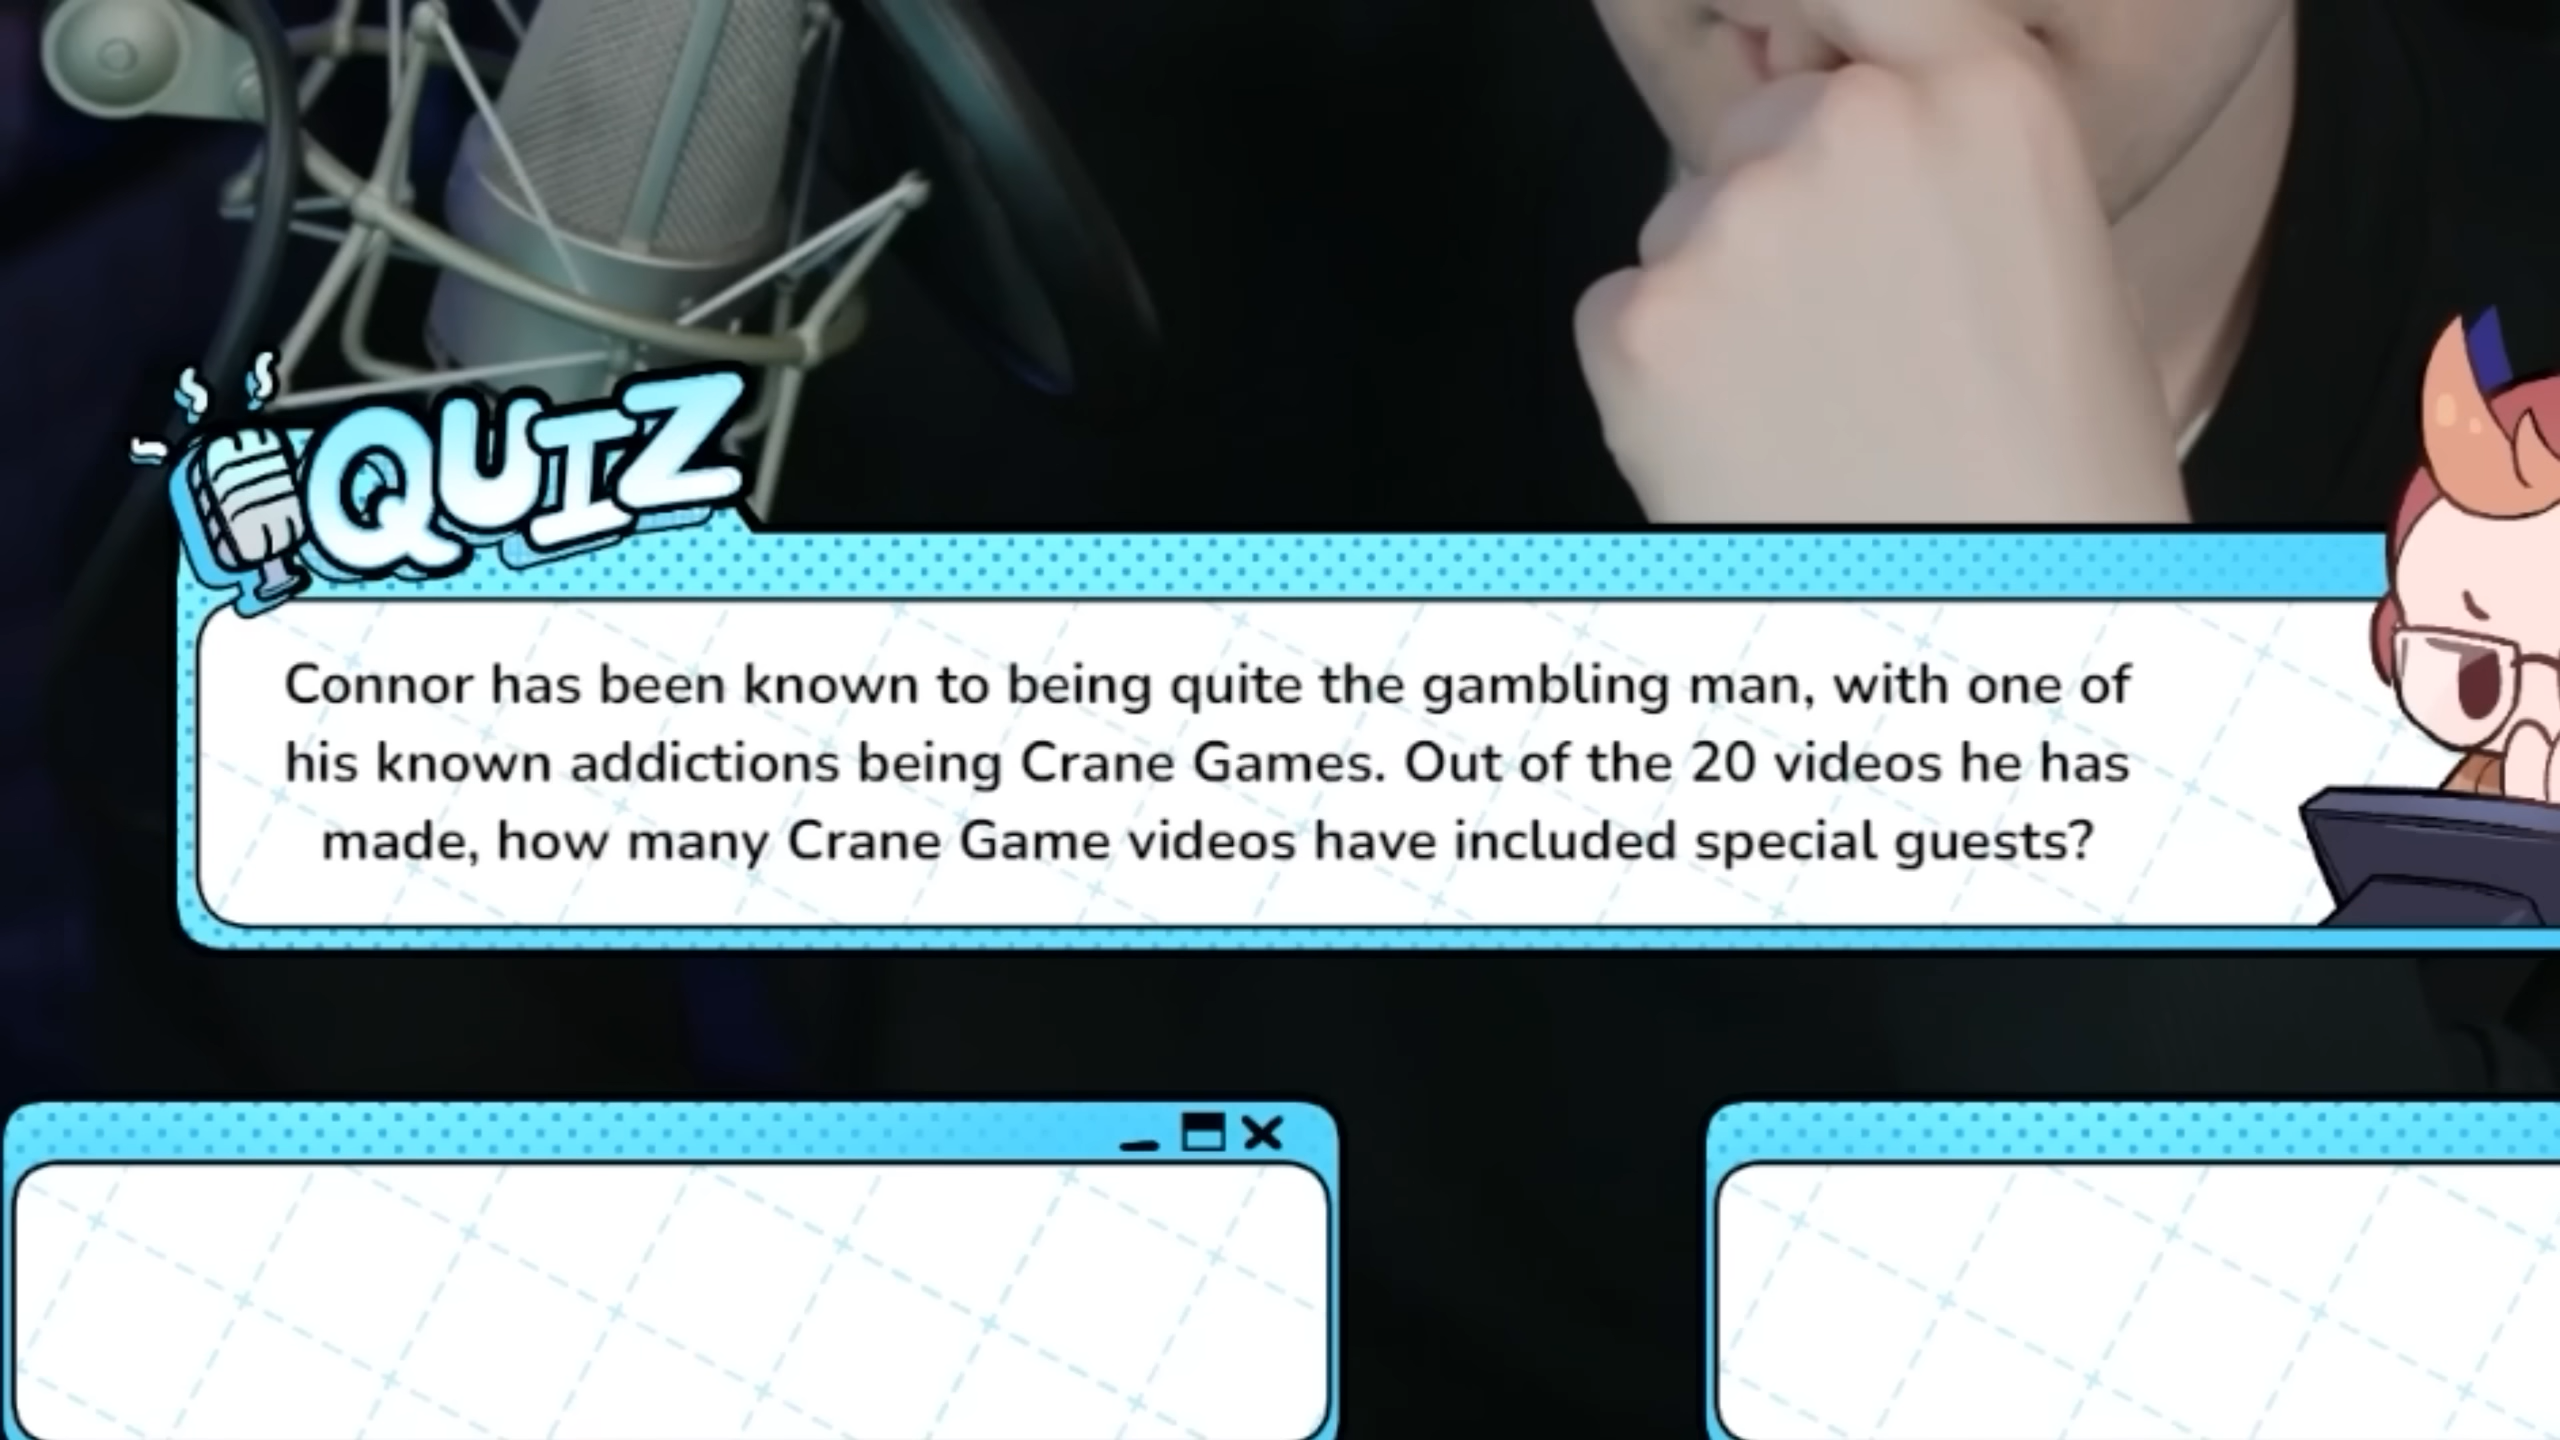 QUIZ
Connor has been known to being quite the gambling man, with one of
his known addictions being Crane Games. Out of the 20 videos he has
made, how many Crane Game videos have included special guests?